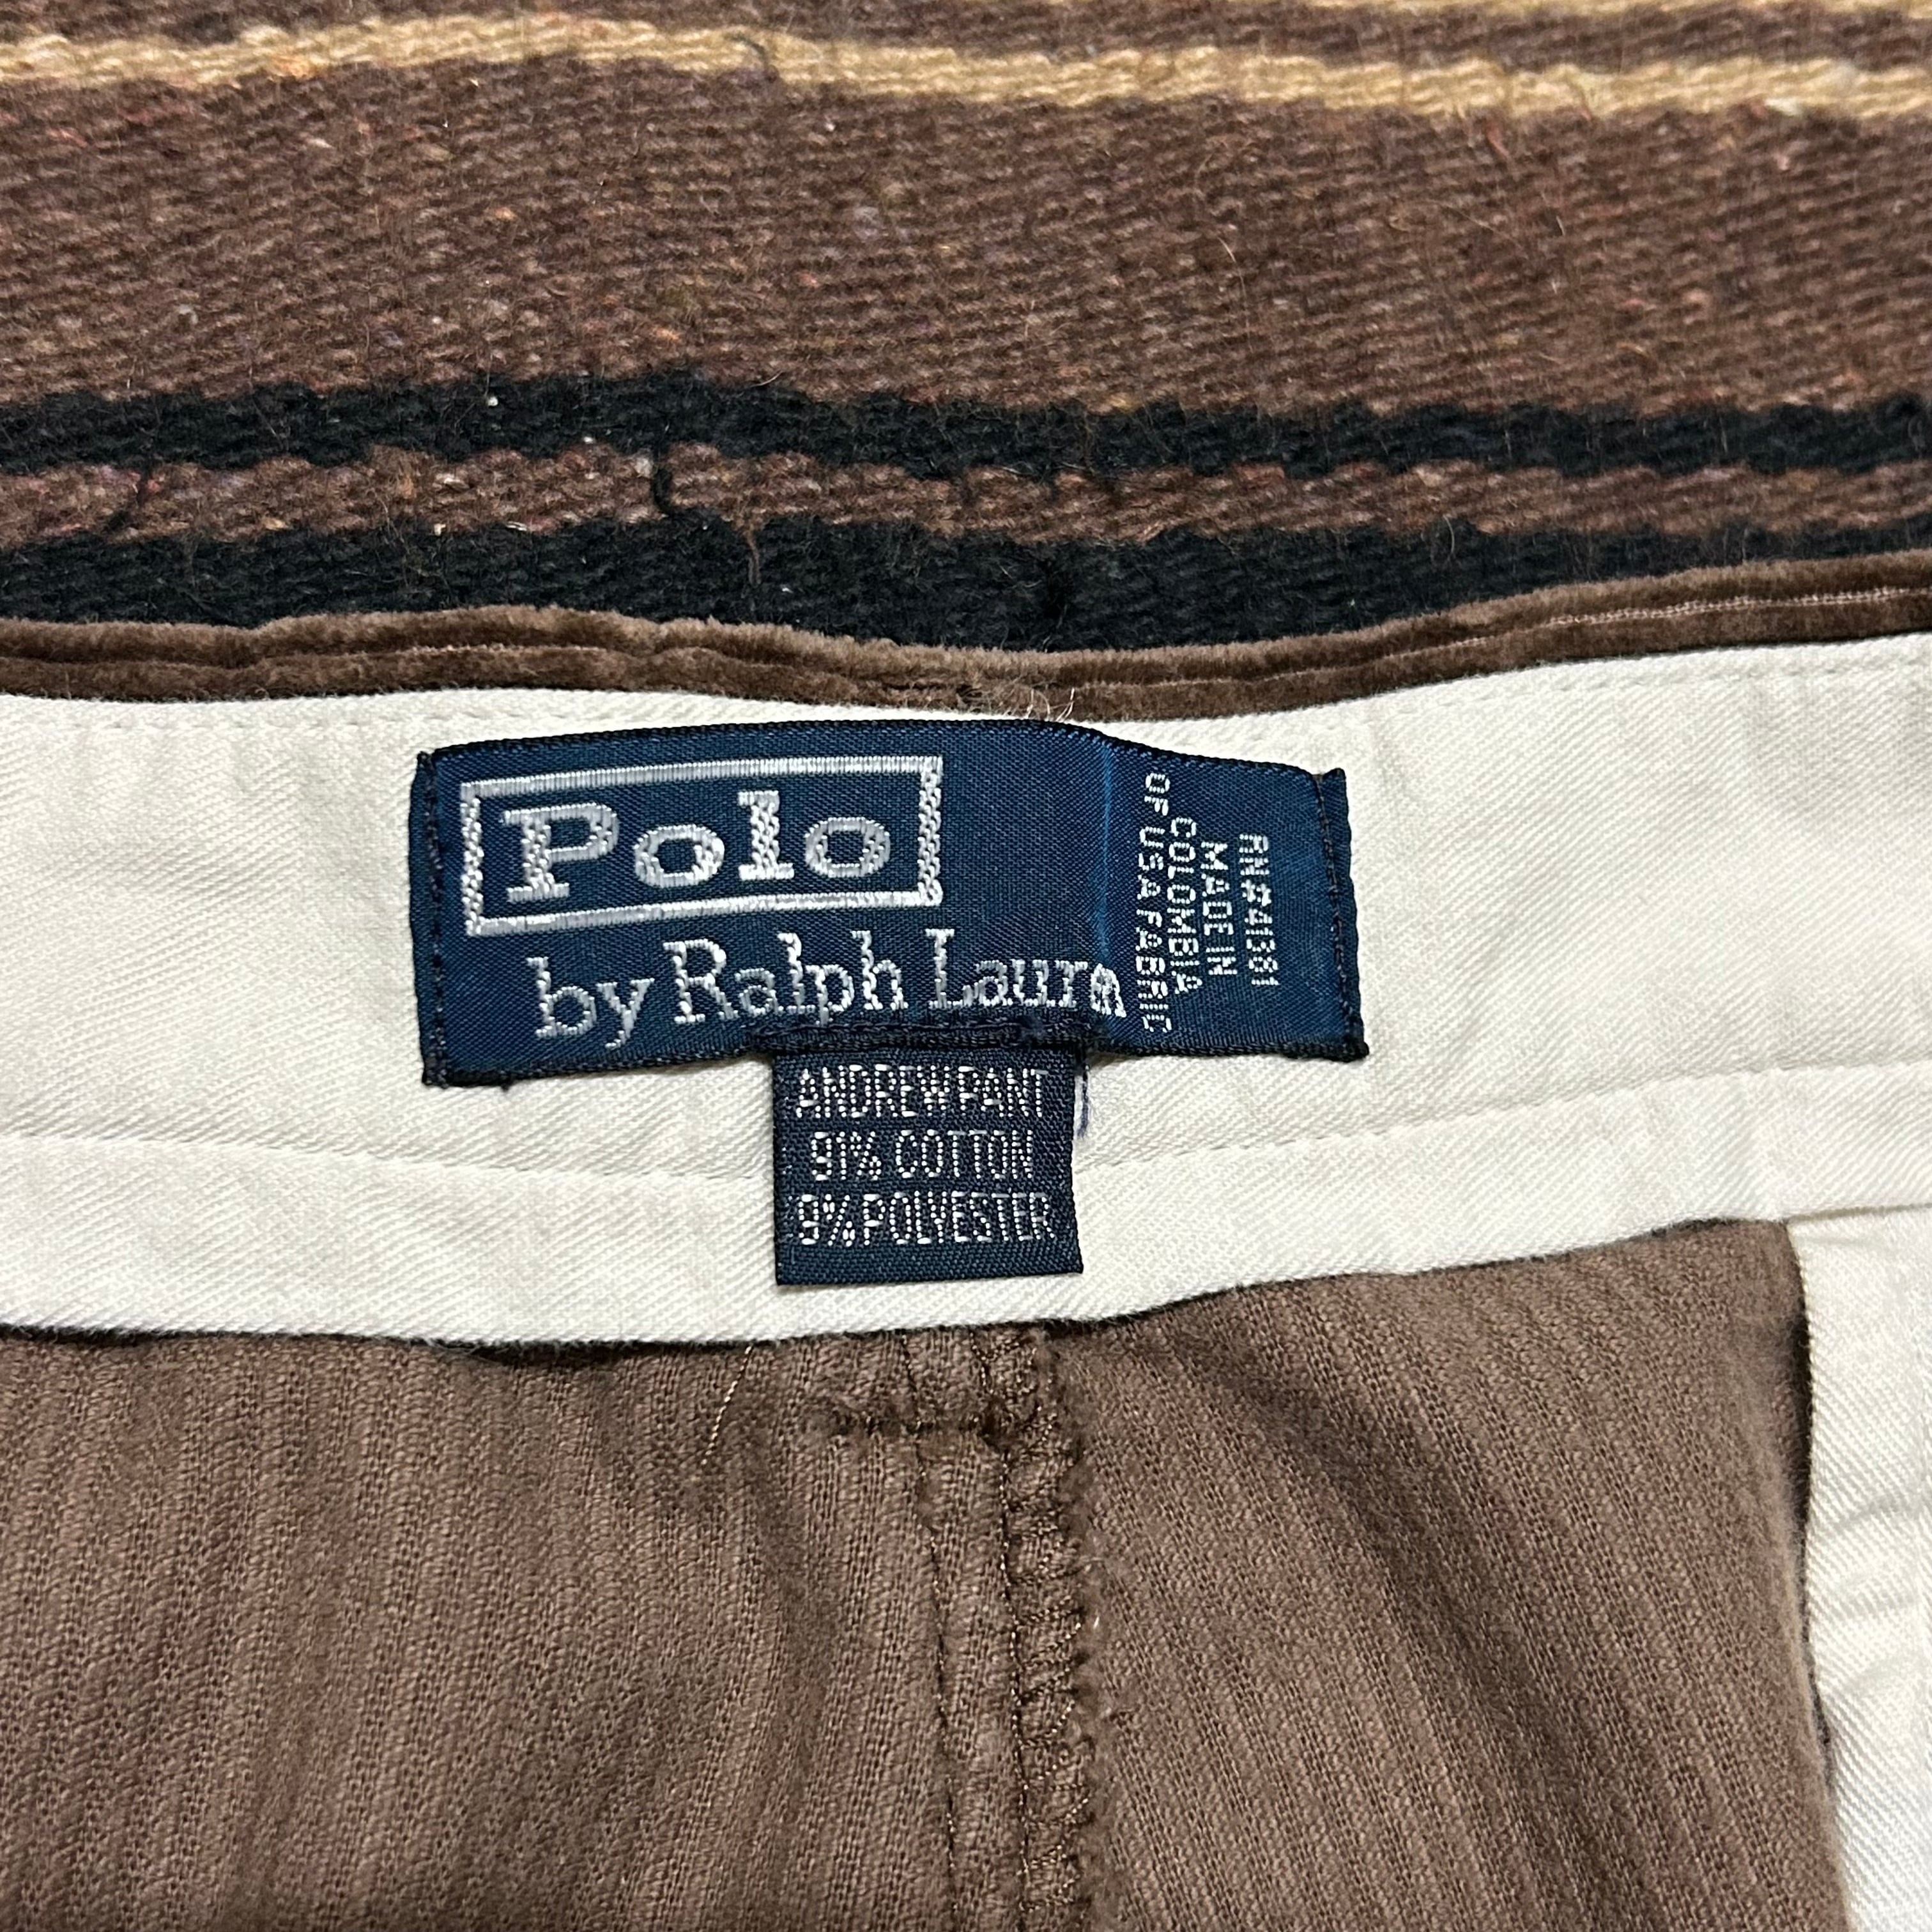 Polo
by Ralph Lauren
RN#41381
MADE IN
COLOMBIA
OF USA FABRIC
ANDREW PANT
91% COTTON
9% POLYESTER